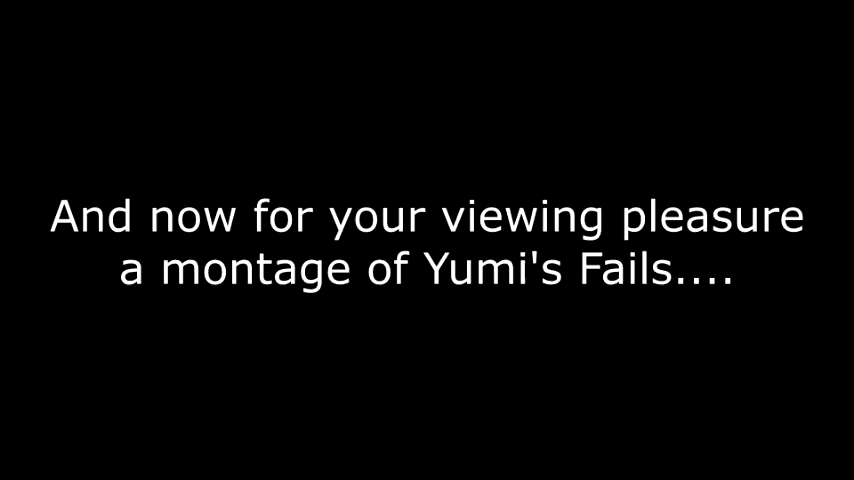 And now for your viewing pleasure
a montage of Yumi's Fails....